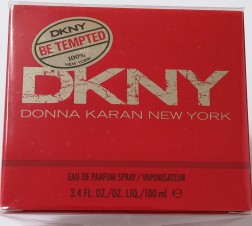 DKNY
BE TEMPTED
100%
NEW YORK
DKNY
DONNA KARAN NEW YORK
EAU DE PARFUM SPRAY / VAPORISATEUR
3.4 FL. OZ./OZ. LIQ./100 ml e